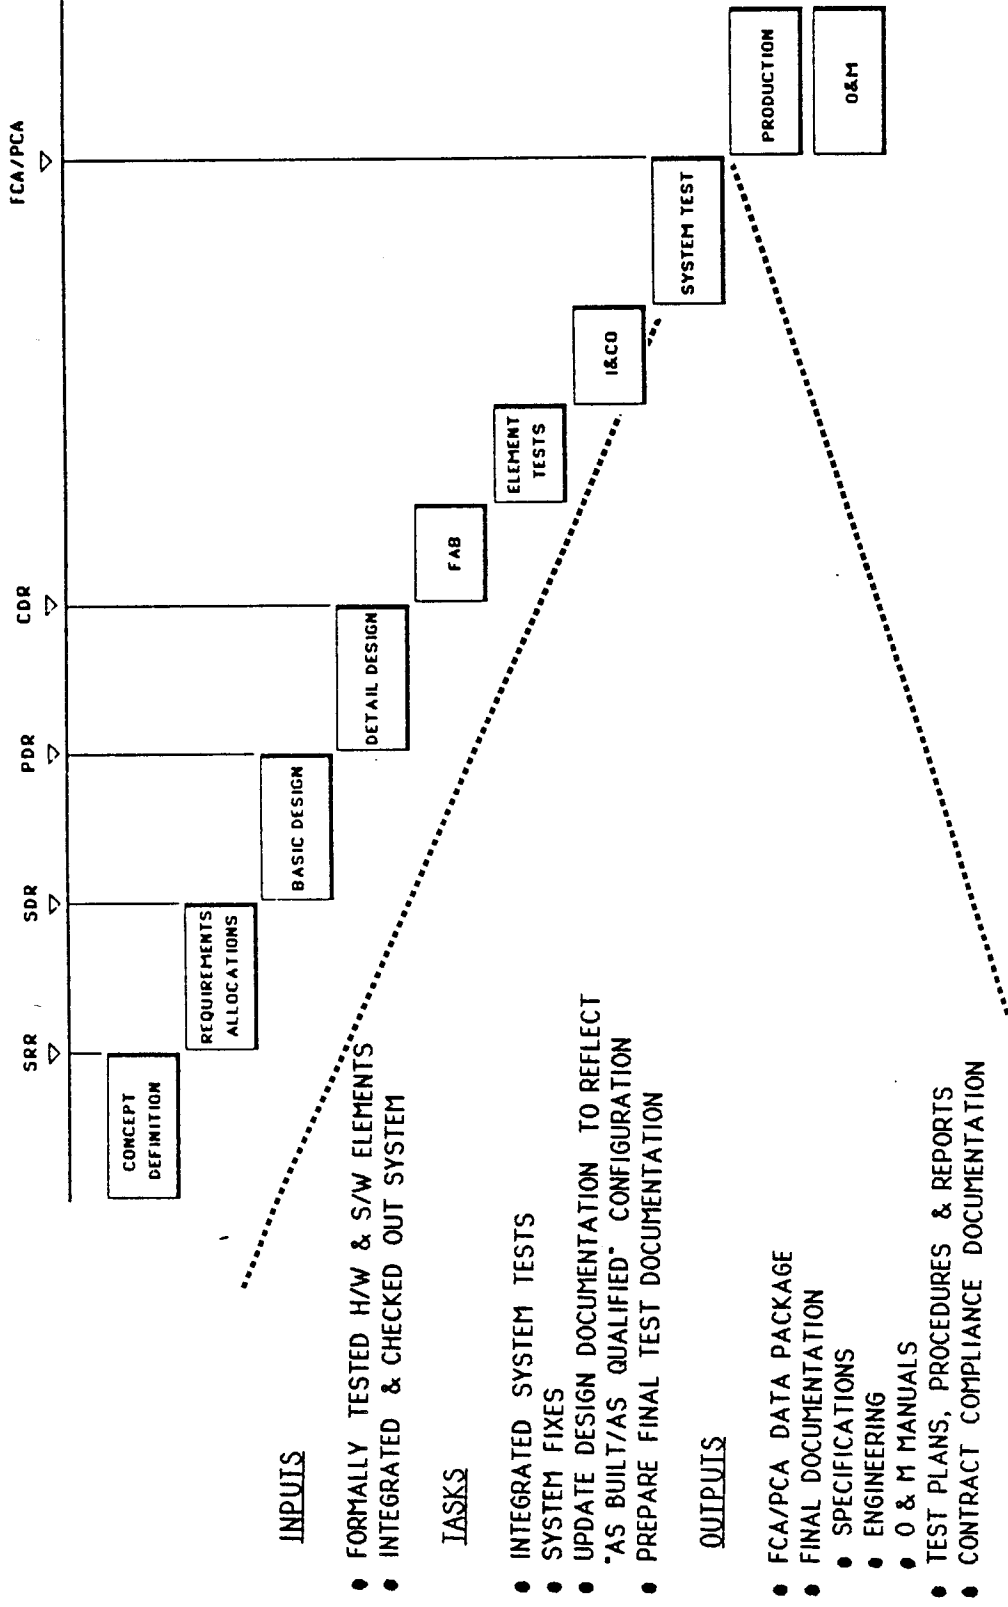 SRR
SDR
PDR
CDR
FCA/PCA
CONCEPT
DEFINITION
REQUIREMENTS
ALLOCATIONS
BASIC DESIGN
DETAIL DESIGN
FAB
ELEMENT
TESTS
I&CO
SYSTEM TEST
PRODUCTION
O&M
INPUTS
● FORMALLY TESTED H/W & S/W ELEMENTS
● INTEGRATED & CHECKED OUT SYSTEM
TASKS
● INTEGRATED SYSTEM TESTS
● SYSTEM FIXES
● UPDATE DESIGN DOCUMENTATION TO REFLECT
"AS BUILT/AS QUALIFIED" CONFIGURATION
● PREPARE FINAL TEST DOCUMENTATION
OUTPUTS
● FCA/PCA DATA PACKAGE
● FINAL DOCUMENTATION
● SPECIFICATIONS
● ENGINEERING
● O & M MANUALS
● TEST PLANS, PROCEDURES & REPORTS
● CONTRACT COMPLIANCE DOCUMENTATION